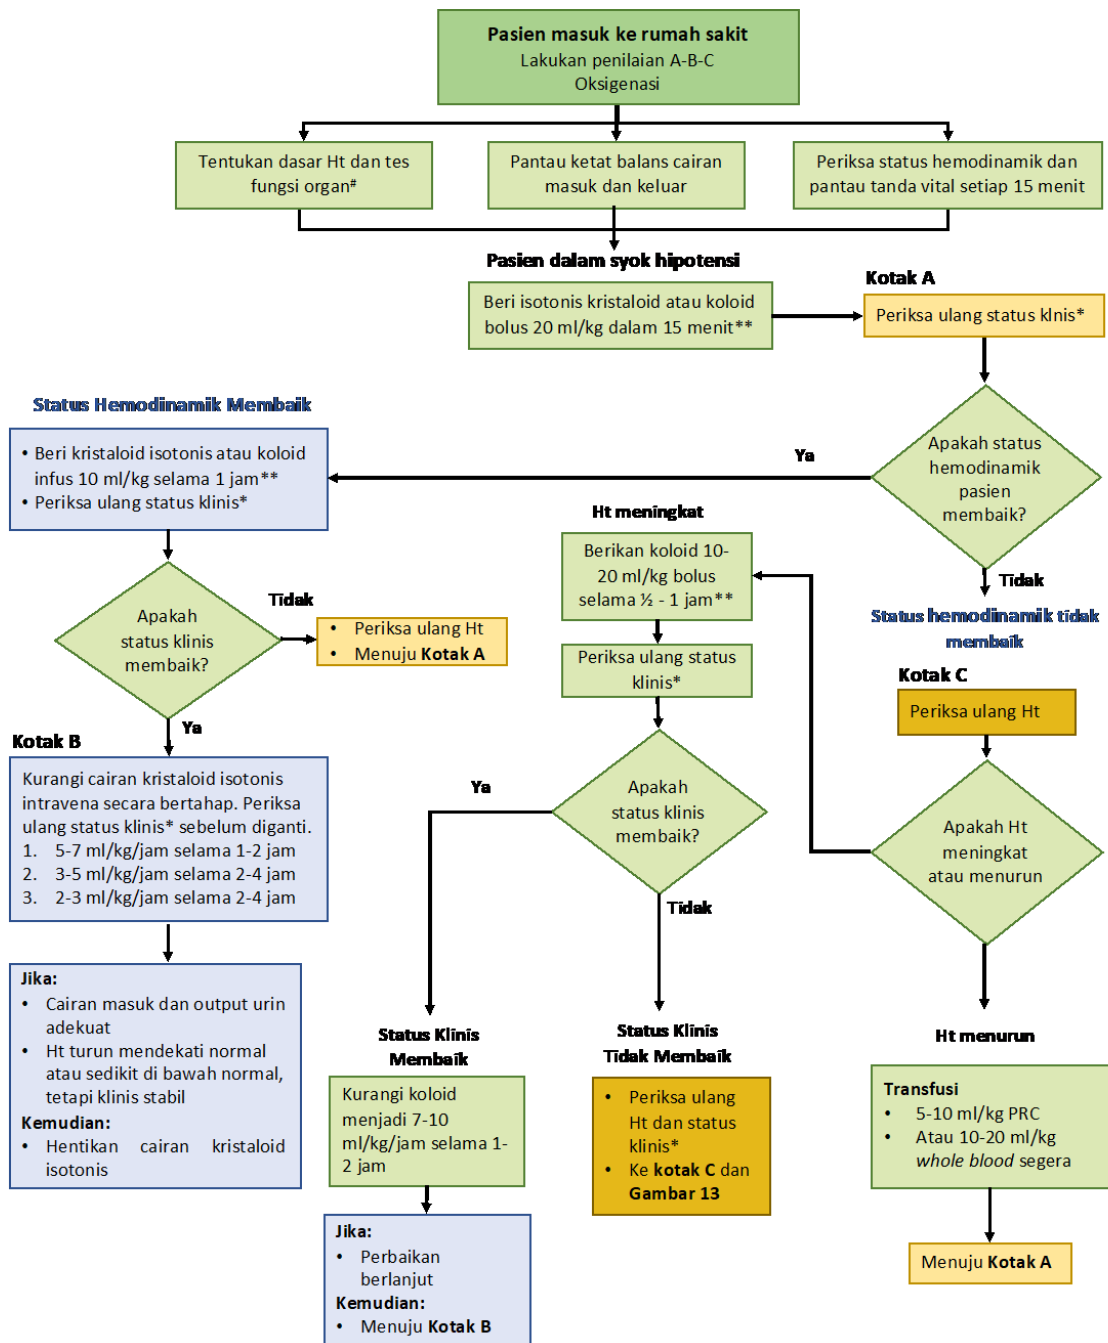 Pasien masuk ke rumah sakit
Lakukan penilaian A-B-C
Oksigenasi
Tentukan dasar Ht dan tes
fungsi organ#
Pantau ketat balans cairan
masuk dan keluar
Periksa status hemodinamik dan
pantau tanda vital setiap 15 menit
Pasien dalam syok hipotensi
Beri isotonis kristaloid atau koloid
bolus 20 ml/kg dalam 15 menit**
Kotak A
Periksa ulang status klnis*
Apakah status
hemodinamik
pasien
membaik?
Ya
Tidak
Status Hemodinamik Membaik
• Beri kristaloid isotonis atau koloid
infus 10 ml/kg selama 1 jam**
• Periksa ulang status klinis*
Apakah
status klinis
membaik?
Tidak
• Periksa ulang Ht
• Menuju Kotak A
Ya
Kotak B
Kurangi cairan kristaloid isotonis
intravena secara bertahap. Periksa
ulang status klinis* sebelum diganti.
1. 5-7 ml/kg/jam selama 1-2 jam
2. 3-5 ml/kg/jam selama 2-4 jam
3. 2-3 ml/kg/jam selama 2-4 jam
Jika:
• Cairan masuk dan output urin
adekuat
• Ht turun mendekati normal
atau sedikit di bawah normal,
tetapi klinis stabil
Kemudian:
• Hentikan cairan kristaloid
isotonis
Status hemodinamik tidak
membaik
Kotak C
Periksa ulang Ht
Apakah Ht
meningkat
atau menurun
Ht meningkat
Berikan koloid 10-
20 ml/kg bolus
selama ½ - 1 jam**
Periksa ulang status
klinis*
Apakah
status klinis
membaik?
Ya
Tidak
Status Klinis
Membaik
Kurangi koloid
menjadi 7-10
ml/kg/jam selama 1-
2 jam
Jika:
• Perbaikan
berlanjut
Kemudian:
• Menuju Kotak B
Status Klinis
Tidak Membaik
• Periksa ulang
Ht dan status
klinis*
• Ke kotak C dan
Gambar 13
Ht menurun
Transfusi
• 5-10 ml/kg PRC
• Atau 10-20 ml/kg
whole blood segera
Menuju Kotak A